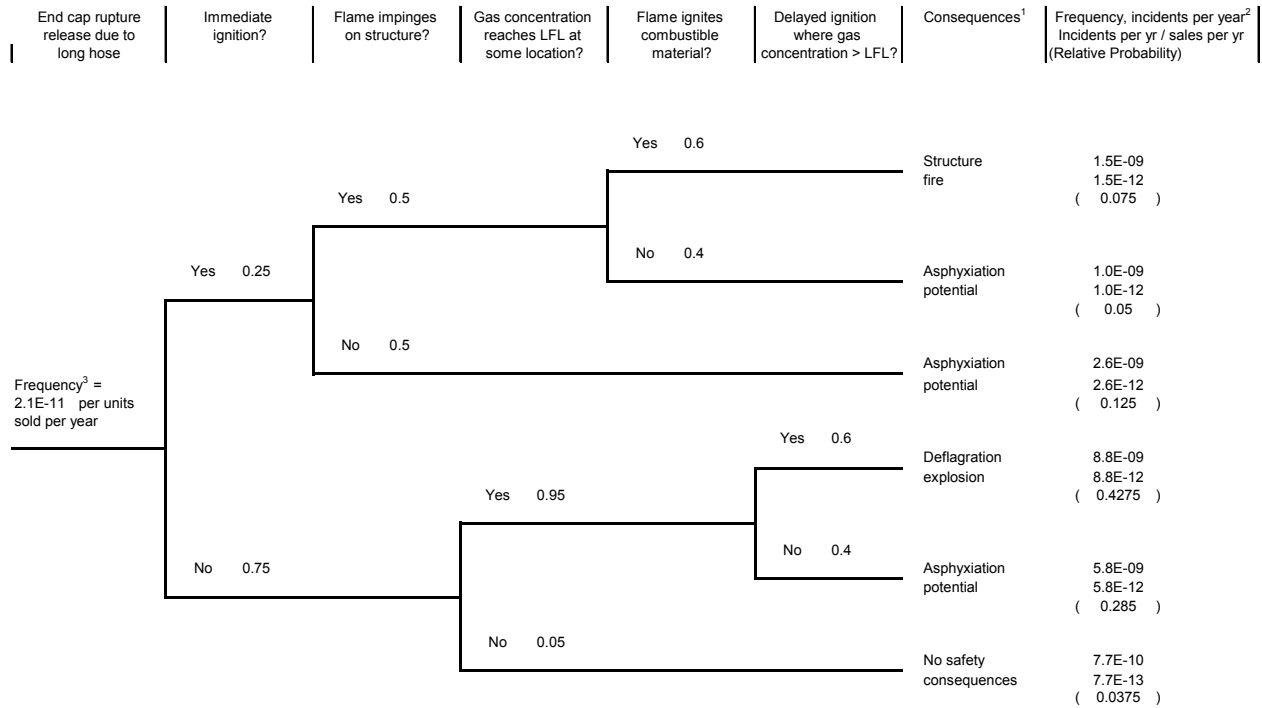 End cap rupture
release due to
long hose
Immediate
ignition?
Flame impinges
on structure?
Gas concentration
reaches LFL at
some location?
Flame ignites
combustible
material?
Delayed ignition
where gas
concentration > LFL?
Consequences¹
Frequency, incidents per year²
Incidents per yr / sales per yr
(Relative Probability)
Yes 0.6
Structure
fire
1.5E-09
1.5E-12
( 0.075 )
Yes 0.5
No 0.4
Asphyxiation
potential
1.0E-09
1.0E-12
( 0.05 )
Yes 0.25
No 0.5
Asphyxiation
potential
2.6E-09
2.6E-12
( 0.125 )
Frequency³ =
2.1E-11 per units
sold per year
Yes 0.6
Deflagration
explosion
8.8E-09
8.8E-12
( 0.4275 )
Yes 0.95
No 0.4
Asphyxiation
potential
5.8E-09
5.8E-12
( 0.285 )
No 0.75
No 0.05
No safety
consequences
7.7E-10
7.7E-13
( 0.0375 )